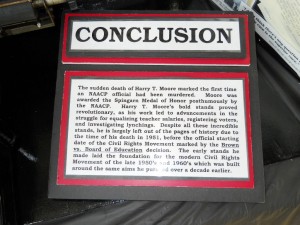 CONCLUSION
The sudden death of Harry T. Moore marked the first time
an NAACP official had been murdered. Moore was
awarded the Spingarn Medal of Honor posthumously by
the NAACP. Harry T. Moore's bold stands proved
revolutionary, as his work led to advancements in the
struggle for equalizing teacher salaries, registering voters,
and investigating lynchings. Despite all these incredible
stands, he is largely left out of the pages of history due to
the time of his death in 1951, before the official starting
date of the Civil Rights Movement marked by the Brown
vs. Board of Education decision. The early stands he
made laid the foundation for the modern Civil Rights
Movement of the late 1950's and 1960's which was built
around the same aims he over a decade earlier.